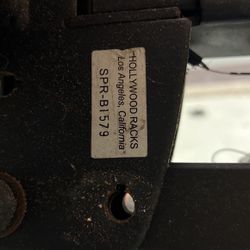 HOLLYWOOD RACKS
Los Angeles, California
SPR-B1579